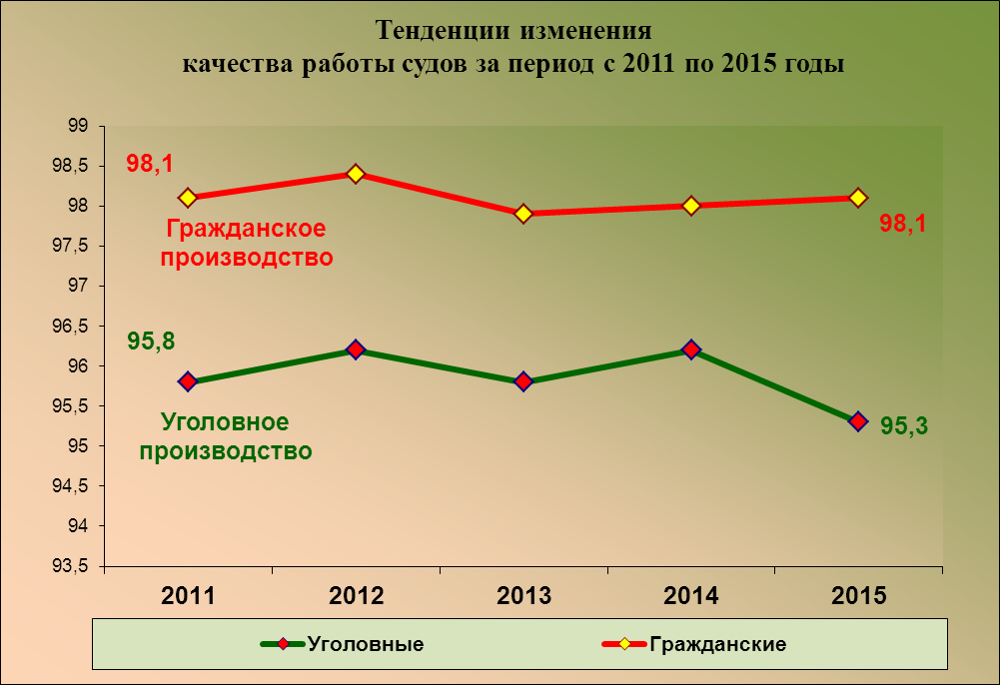 Тенденции изменения
качества работы судов за период с 2011 по 2015 годы
99
98,5
98
97,5
97
96,5
96
95,5
95
94,5
94
93,5
98,1
Гражданское
производство
98,1
95,8
Уголовное
производство
95,3
2011 2012 2013 2014 2015
Уголовные Гражданские